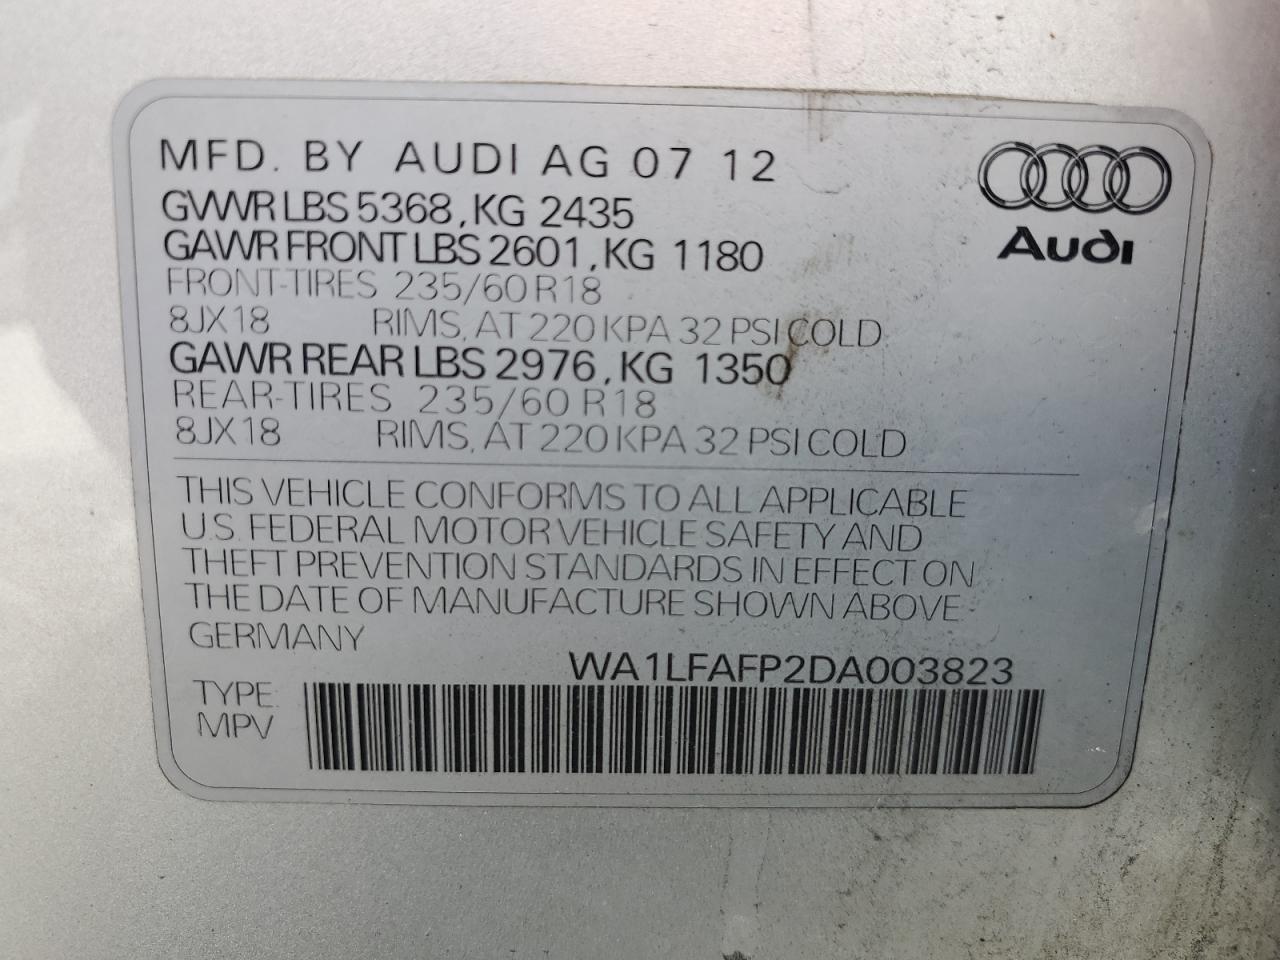 MFD. BY AUDI AG 07 12
GVWR LBS 5368, KG 2435
GAWR FRONT LBS 2601, KG 1180
FRONT-TIRES 235/60 R18
8JX18 RIMS, AT 220 KPA 32 PSI COLD
GAWR REAR LBS 2976, KG 1350
REAR-TIRES 235/60 R18
8JX18 RIMS, AT 220 KPA 32 PSI COLD
Audi
THIS VEHICLE CONFORMS TO ALL APPLICABLE
U.S. FEDERAL MOTOR VEHICLE SAFETY AND
THEFT PREVENTION STANDARDS IN EFFECT ON
THE DATE OF MANUFACTURE SHOWN ABOVE
GERMANY
WA1LFAFP2DA003823
TYPE
MPV